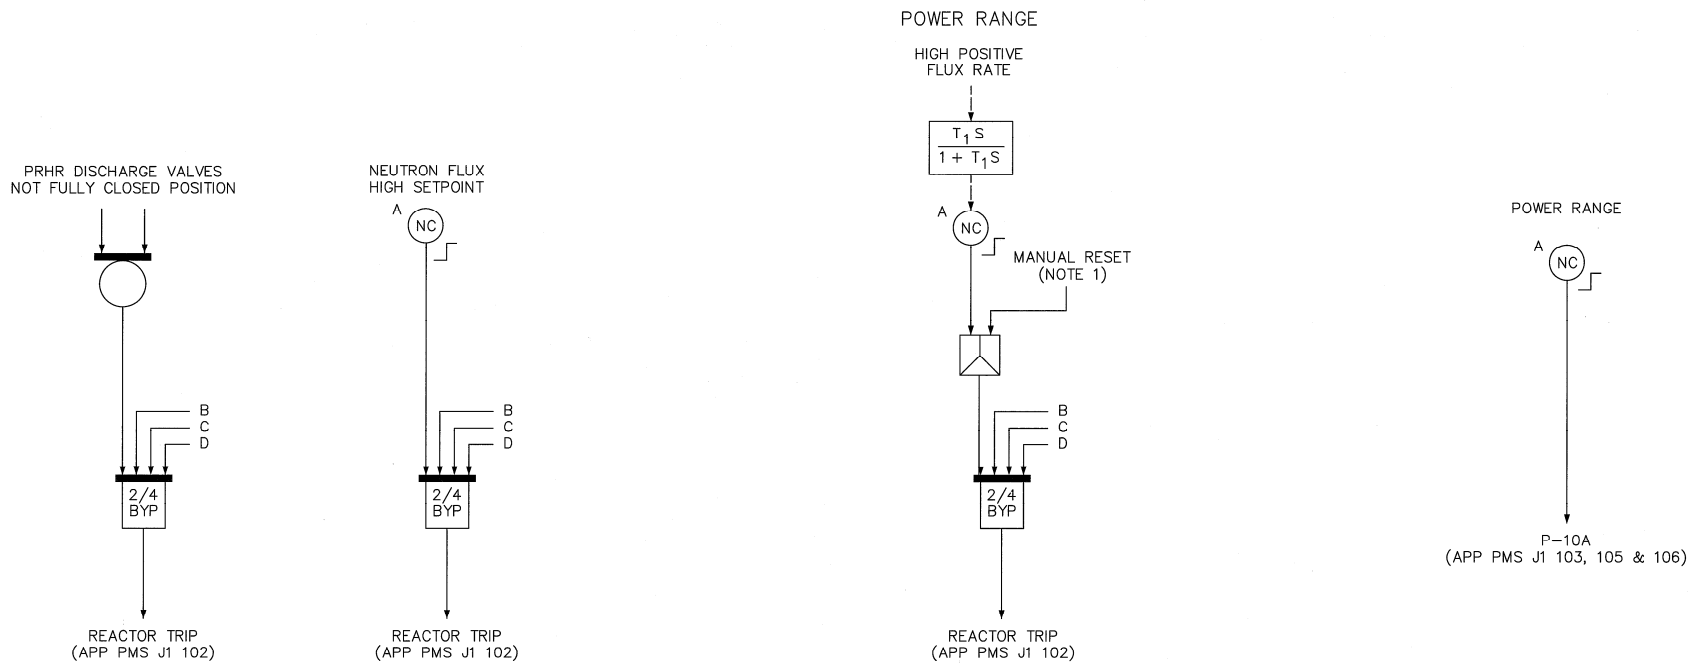 POWER RANGE
HIGH POSITIVE
FLUX RATE
T1 S
1 + T1 S
PRHR DISCHARGE VALVES
NOT FULLY CLOSED POSITION
NEUTRON FLUX
HIGH SETPOINT
A
NC
A
NC
MANUAL RESET
(NOTE 1)
POWER RANGE
A
NC
B
C
D
2/4
BYP
REACTOR TRIP
(APP PMS J1 102)
B
C
D
2/4
BYP
REACTOR TRIP
(APP PMS J1 102)
B
C
D
2/4
BYP
REACTOR TRIP
(APP PMS J1 102)
P-10A
(APP PMS J1 103, 105 & 106)